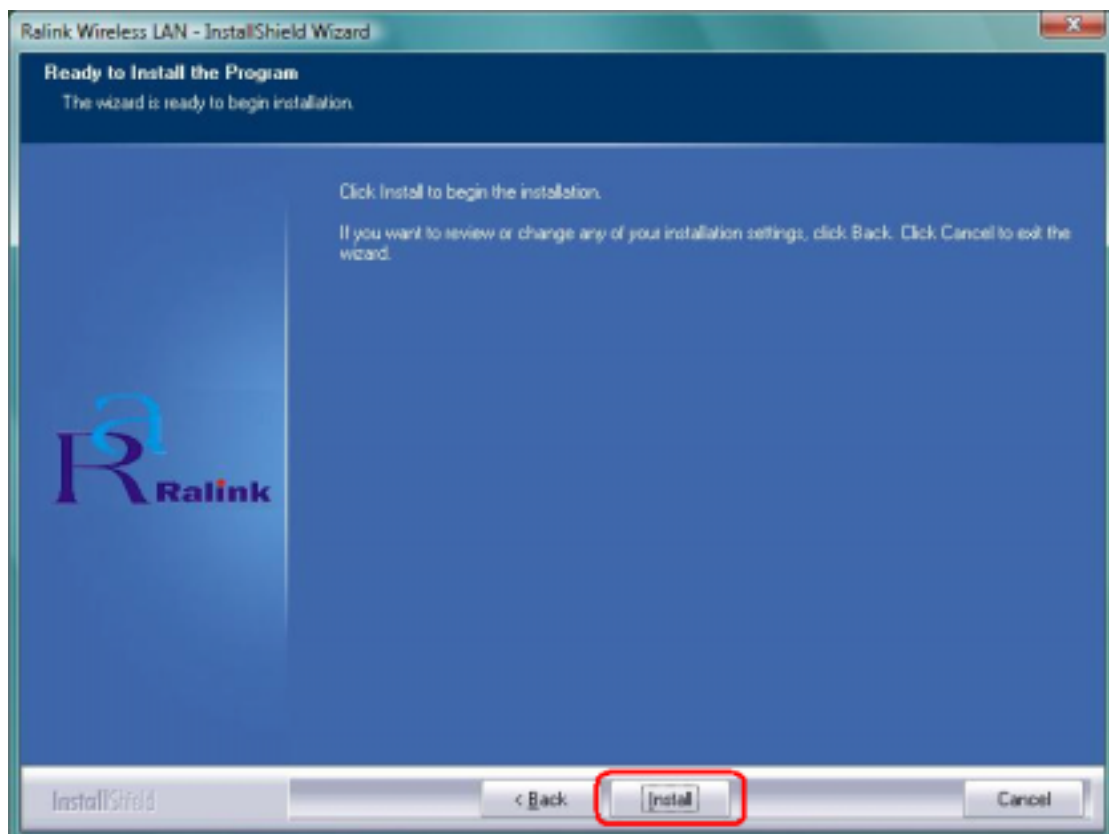 Ralink Wireless LAN - InstallShield Wizard
Ready to Install the Program
The wizard is ready to begin installation.
Click Install to begin the installation.
If you want to review or change any of your installation settings, click Back. Click Cancel to exit the
wizard.
Ra
Ralink
InstallShield
< Back
Install
Cancel